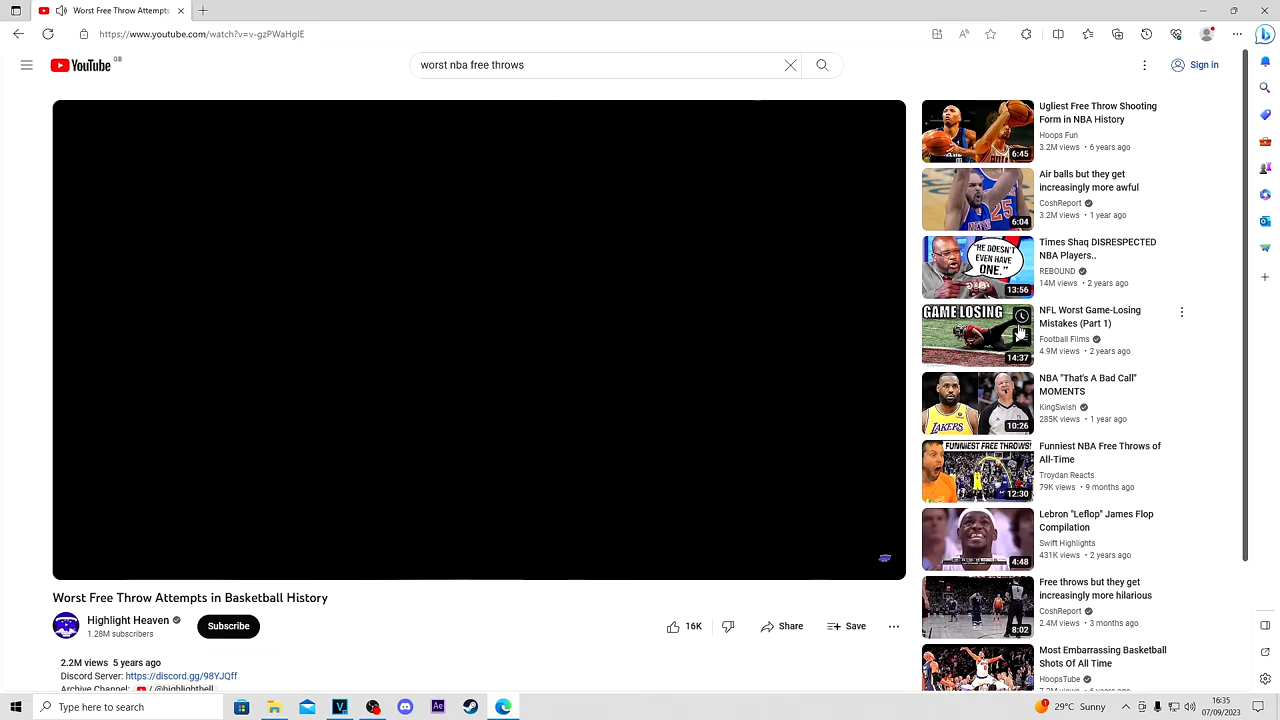 Worst Free Throw Attempts
https://www.youtube.com/watch?v=v-gzPWaHgIE
YouTube GB
worst nba free throws
Sign in
Ugliest Free Throw Shooting
Form in NBA History
Hoops Fun
3.2M views • 6 years ago
6:45
Air balls but they get
increasingly more awful
CoshReport
3.2M views • 1 year ago
25
6:04
Times Shaq DISRESPECTED
NBA Players..
REBOUND
14M views • 2 years ago
"HE DOESN'T
EVEN HAVE
ONE."
13:56
NFL Worst Game-Losing
Mistakes (Part 1)
Football Films
4.9M views • 2 years ago
GAME LOSING
14:37
NBA "That's A Bad Call"
MOMENTS
KingSwish
285K views • 1 year ago
LAKERS
10:26
Funniest NBA Free Throws of
All-Time
Troydan Reacts
79K views • 9 months ago
FUNNIEST FREE THROWS!
12:30
Lebron "Leflop" James Flop
Compilation
Swift Highlights
431K views • 2 years ago
4:48
Free throws but they get
increasingly more hilarious
CoshReport
2.4M views • 3 months ago
8:02
Most Embarrassing Basketball
Shots Of All Time
HoopsTube
Worst Free Throw Attempts in Basketball History
Highlight Heaven
1.28M subscribers
Subscribe
16K
Share
Save
2.2M views 5 years ago
Discord Server: https://discord.gg/98YJQff
Archive Channel: / @highlighthell
Type here to search
29°C Sunny
16:35
07/09/2023